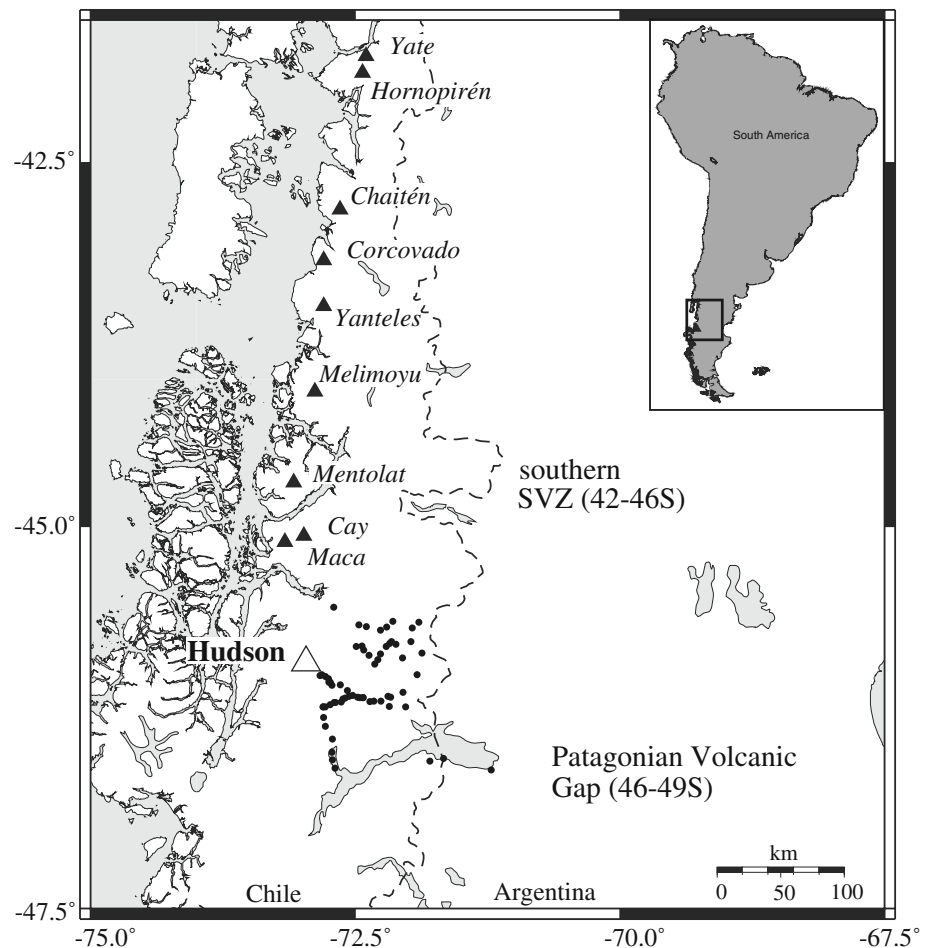 Yate
Hornopirén
South America
-42.5°
Chaitén
Corcovado
Yanteles
Melimoyu
Mentolat
southern
SVZ (42-46S)
-45.0°
Cay
Maca
Hudson
Patagonian Volcanic
Gap (46-49S)
km
0 50 100
Chile
Argentina
-47.5°
-75.0° -72.5° -70.0° -67.5°